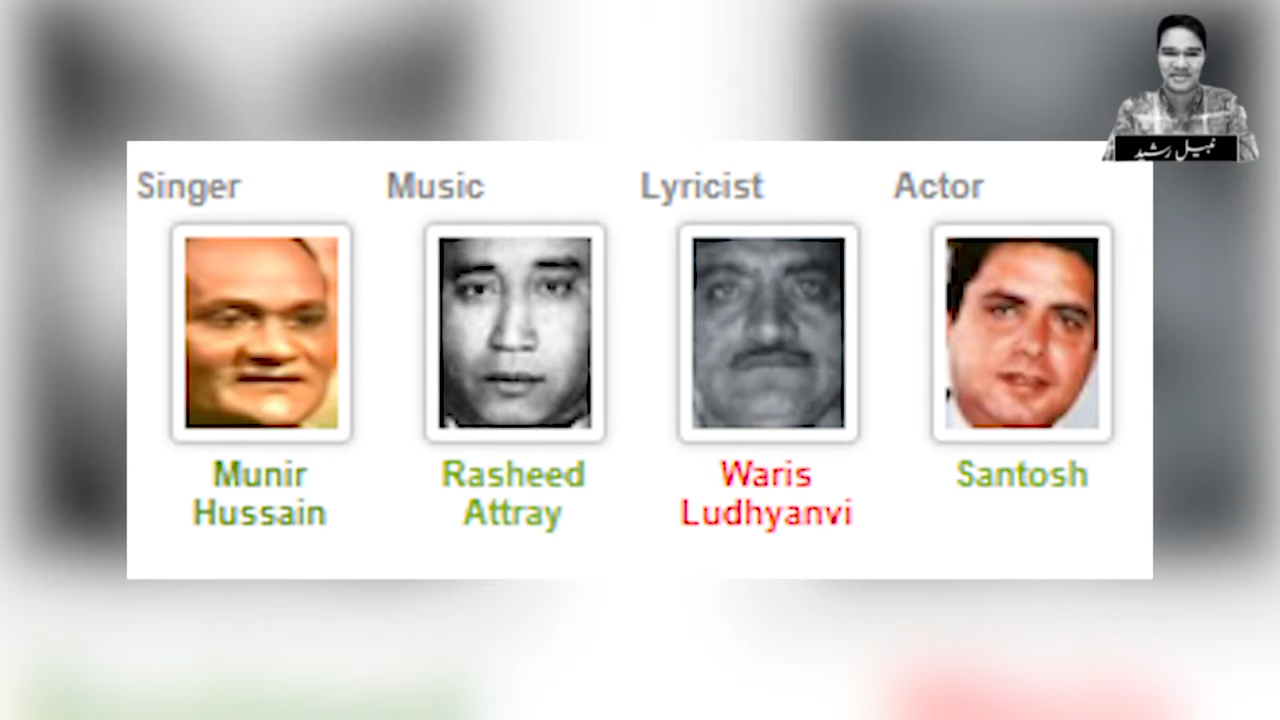 نبیل رشید
Singer
Music
Lyricist
Actor
Munir
Hussain
Rasheed
Attray
Waris
Ludhyanvi
Santosh